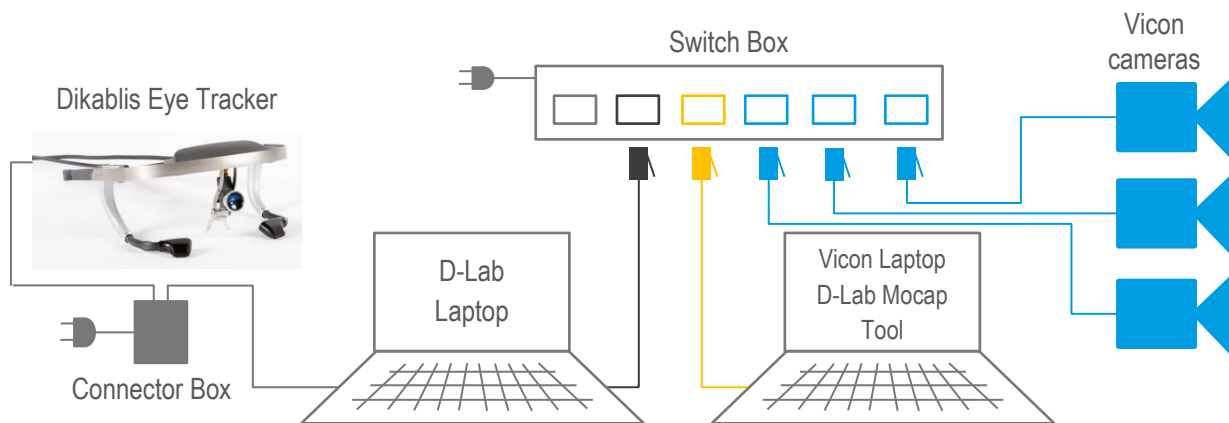 Switch Box
Vicon
cameras
Dikablis Eye Tracker
D-Lab
Laptop
Vicon Laptop
D-Lab Mocap
Tool
Connector Box